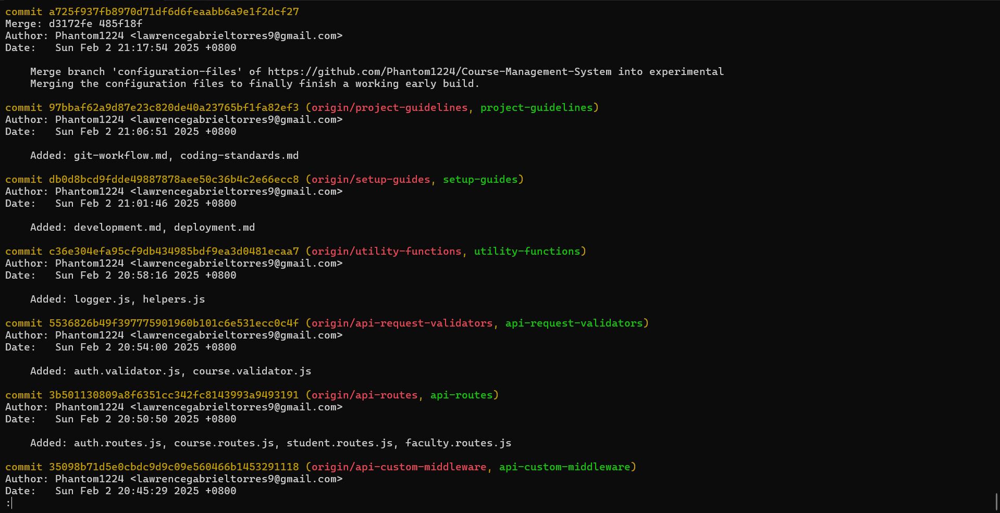 commit a725f937fb8970d71df6d6feaabb6a9e1f2dcf27
Merge: d3172fe 485f18f
Author: Phantom1224 <lawrencegabrieltorres9@gmail.com>
Date:   Sun Feb 2 21:17:54 2025 +0800

    Merge branch 'configuration-files' of https://github.com/Phantom1224/Course-Management-System into experimental
    Merging the configuration files to finally finish a working early build.

commit 97bbaf62a9d87e23c820de40a23765bf1fa82ef3 (origin/project-guidelines, project-guidelines)
Author: Phantom1224 <lawrencegabrieltorres9@gmail.com>
Date:   Sun Feb 2 21:06:51 2025 +0800

    Added: git-workflow.md, coding-standards.md

commit db0d8bcd9fdde49887878aee50c36b4c2e66ecc8 (origin/setup-guides, setup-guides)
Author: Phantom1224 <lawrencegabrieltorres9@gmail.com>
Date:   Sun Feb 2 21:01:46 2025 +0800

    Added: development.md, deployment.md

commit c36e304efa95cf9db434985bdf9ea3d0481ecaa7 (origin/utility-functions, utility-functions)
Author: Phantom1224 <lawrencegabrieltorres9@gmail.com>
Date:   Sun Feb 2 20:58:16 2025 +0800

    Added: logger.js, helpers.js

commit 5536826b49f397775901960b101c6e531ecc0c4f (origin/api-request-validators, api-request-validators)
Author: Phantom1224 <lawrencegabrieltorres9@gmail.com>
Date:   Sun Feb 2 20:54:00 2025 +0800

    Added: auth.validator.js, course.validator.js

commit 3b501130809a8f6351cc342fc8143993a9493191 (origin/api-routes, api-routes)
Author: Phantom1224 <lawrencegabrieltorres9@gmail.com>
Date:   Sun Feb 2 20:50:50 2025 +0800

    Added: auth.routes.js, course.routes.js, student.routes.js, faculty.routes.js

commit 35098b71d5e0cbdc9d9c09e560466b1453291118 (origin/api-custom-middleware, api-custom-middleware)
Author: Phantom1224 <lawrencegabrieltorres9@gmail.com>
Date:   Sun Feb 2 20:45:29 2025 +0800
: